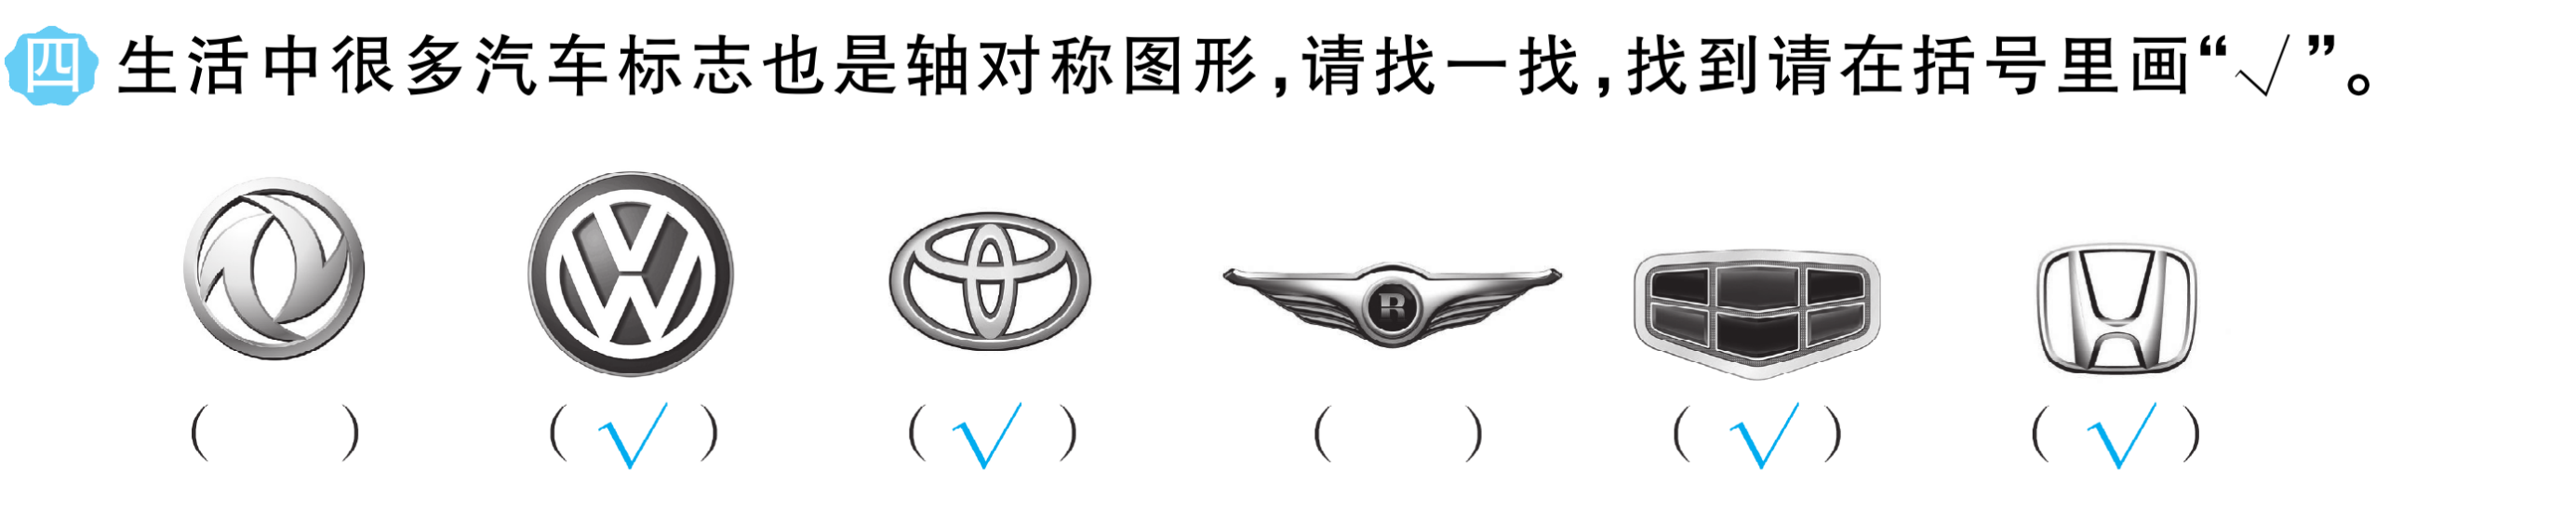 四 生活中很多汽车标志也是轴对称图形,请找一找,找到请在括号里画“√”。
R
( ) ( √ ) ( √ ) ( ) ( √ ) ( √ )